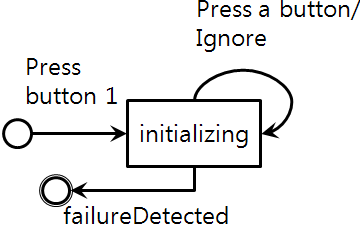 Press a button/
Ignore
Press
button 1
initializing
failureDetected